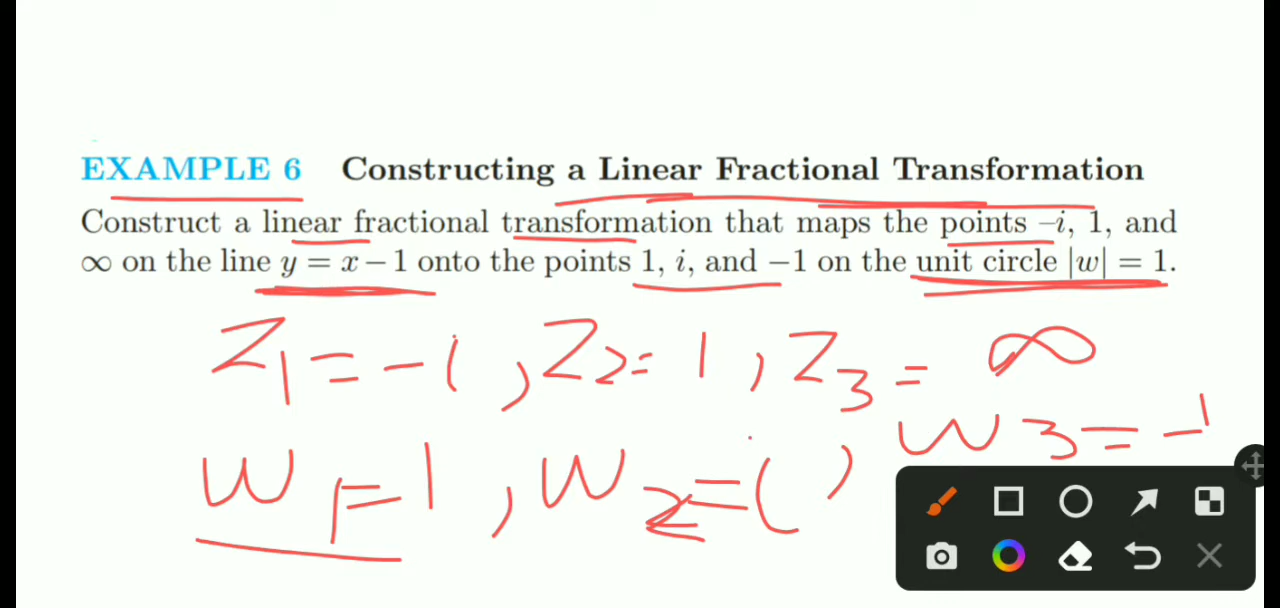 EXAMPLE 6 Constructing a Linear Fractional Transformation
Construct a linear fractional transformation that maps the points –i, 1, and
∞ on the line y = x – 1 onto the points 1, i, and –1 on the unit circle |w| = 1.
Z1 = -i, Z2 = 1, Z3 = ∞
W1 = 1, W2 = i, W3 = -1